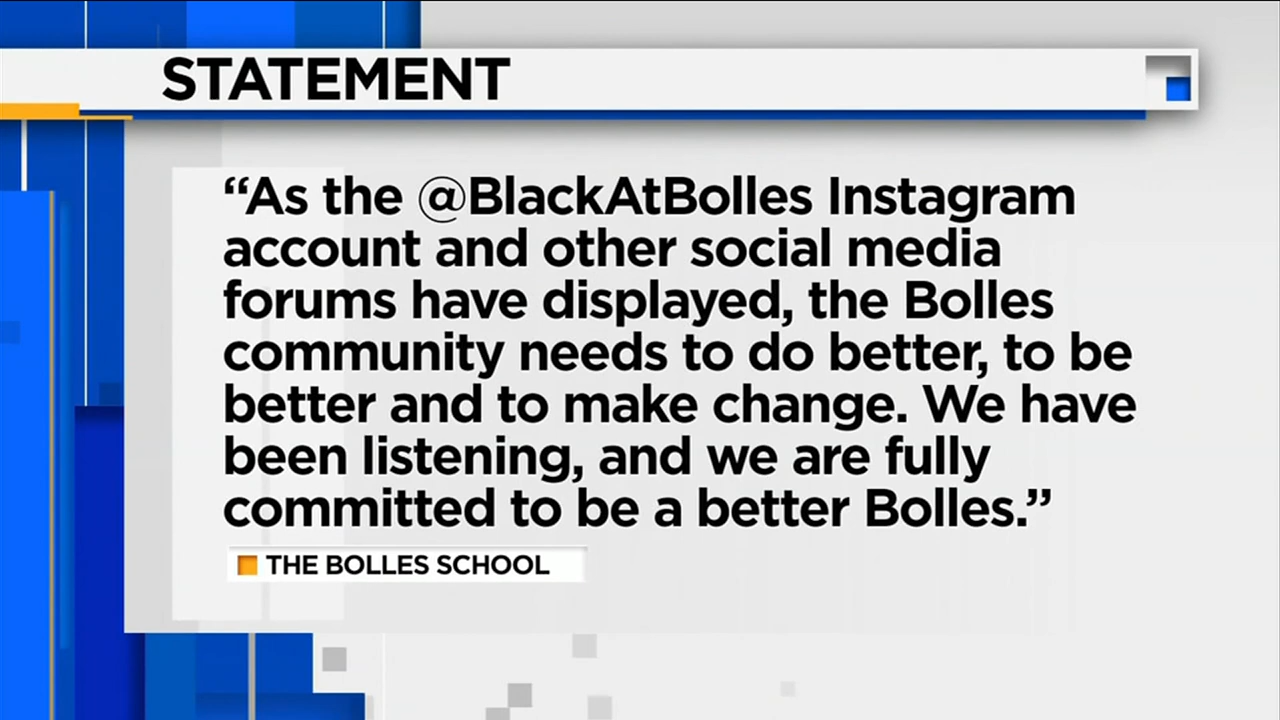 STATEMENT
“As the @BlackAtBolles Instagram
account and other social media
forums have displayed, the Bolles
community needs to do better, to be
better and to make change. We have
been listening, and we are fully
committed to be a better Bolles.”
THE BOLLES SCHOOL